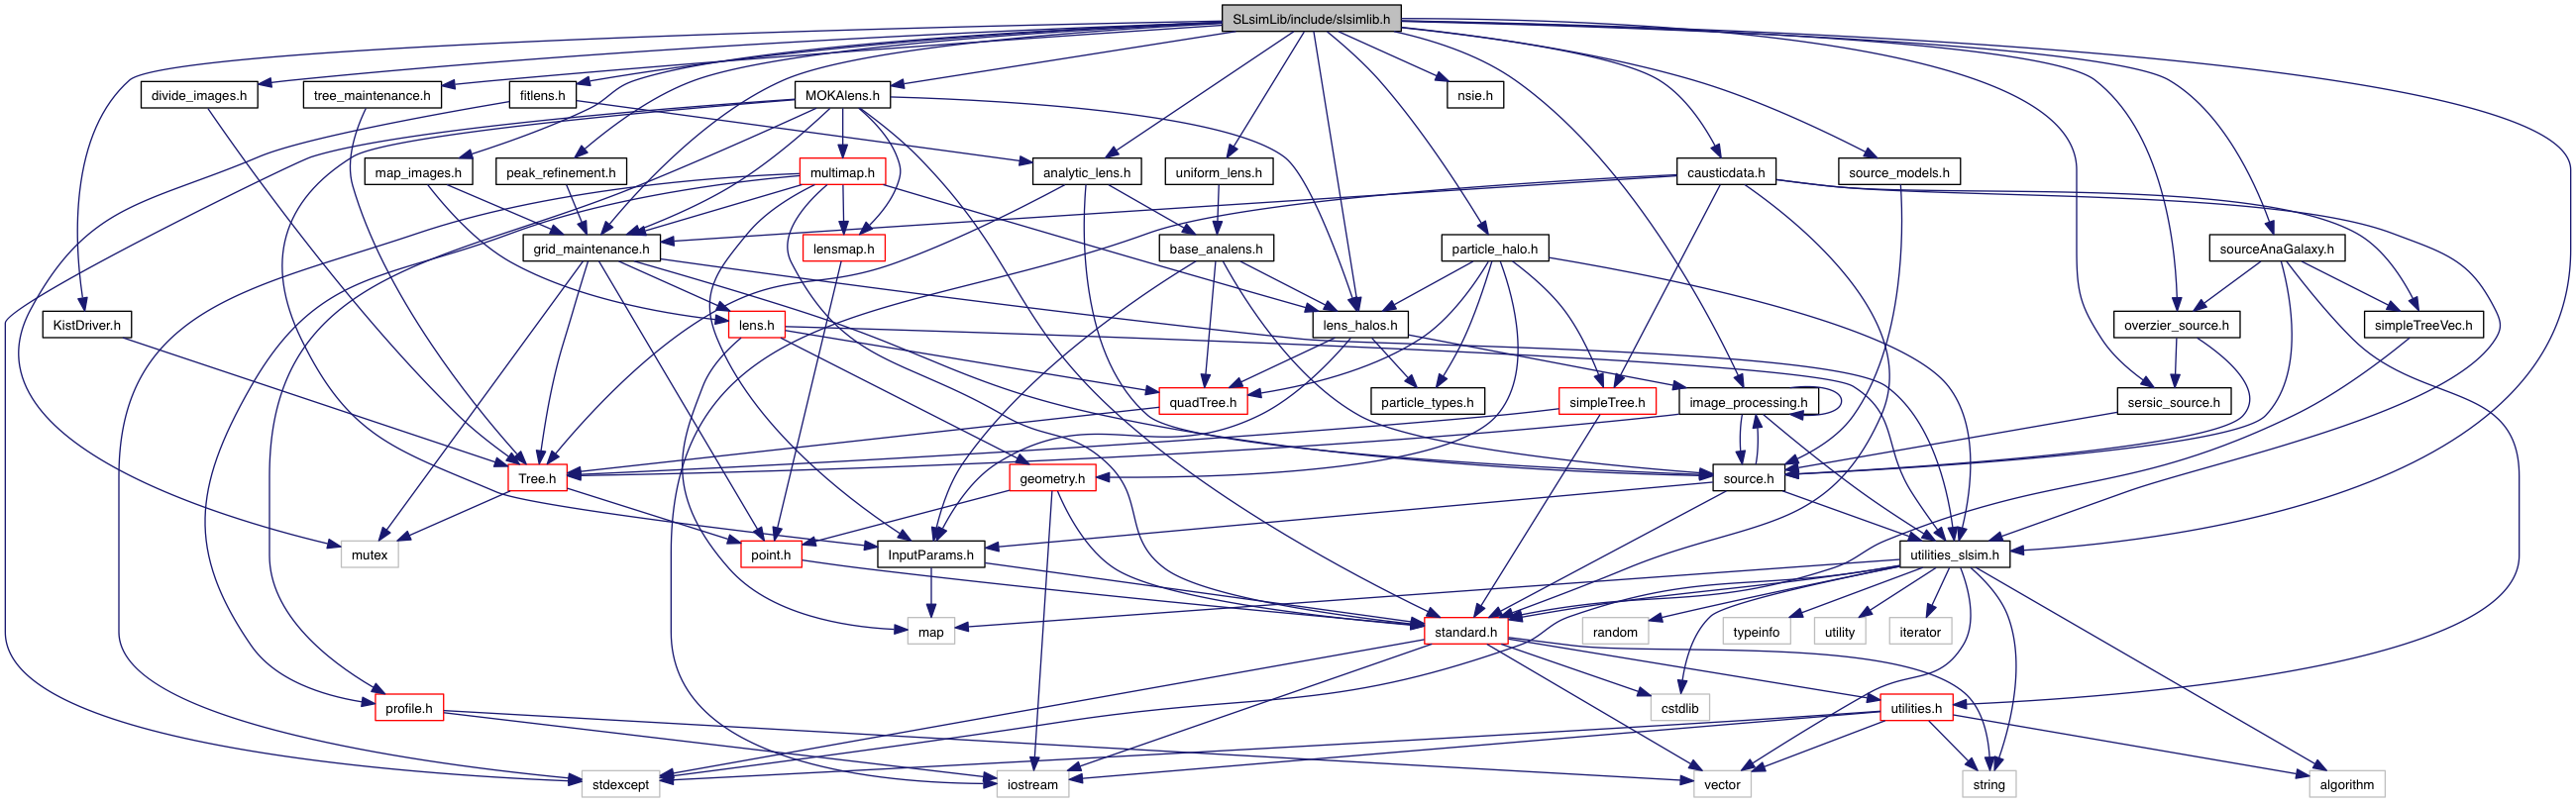 SLsimLib/include/slsimlib.h
divide_images.h
tree_maintenance.h
fitlens.h
MOKAlens.h
nsie.h
map_images.h
peak_refinement.h
multimap.h
analytic_lens.h
uniform_lens.h
causticdata.h
source_models.h
grid_maintenance.h
lensmap.h
base_analens.h
particle_halo.h
sourceAnaGalaxy.h
KistDriver.h
lens.h
lens_halos.h
overzier_source.h
simpleTreeVec.h
quadTree.h
particle_types.h
simpleTree.h
image_processing.h
sersic_source.h
Tree.h
geometry.h
source.h
mutex
point.h
InputParams.h
utilities_slsim.h
map
standard.h
random
typeinfo
utility
iterator
profile.h
cstdlib
utilities.h
stdexcept
iostream
vector
string
algorithm